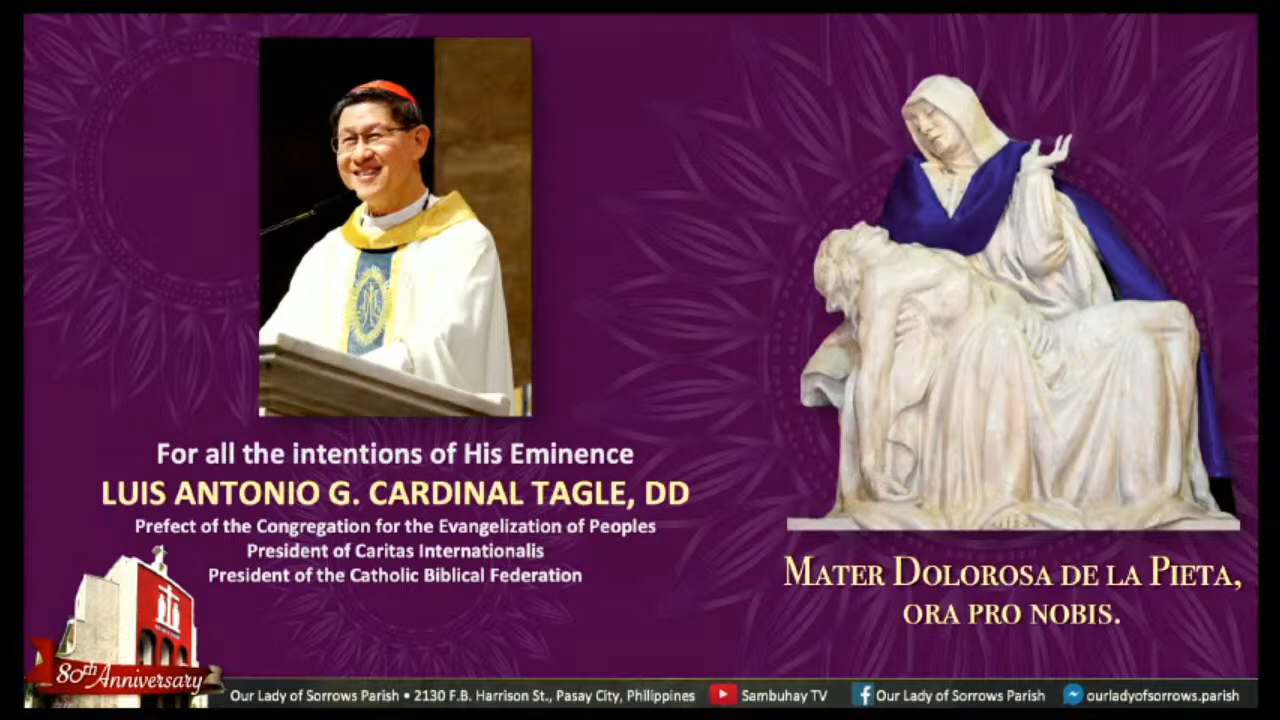 For all the intentions of His Eminence
LUIS ANTONIO G. CARDINAL TAGLE, DD
Prefect of the Congregation for the Evangelization of Peoples
President of Caritas Internationalis
President of the Catholic Biblical Federation
MATER DOLOROSA DE LA PIETA,
ORA PRO NOBIS.
80th Anniversary
Our Lady of Sorrows Parish • 2130 F.B. Harrison St., Pasay City, Philippines Sambuhay TV Our Lady of Sorrows Parish ourladyofsorrows.parish